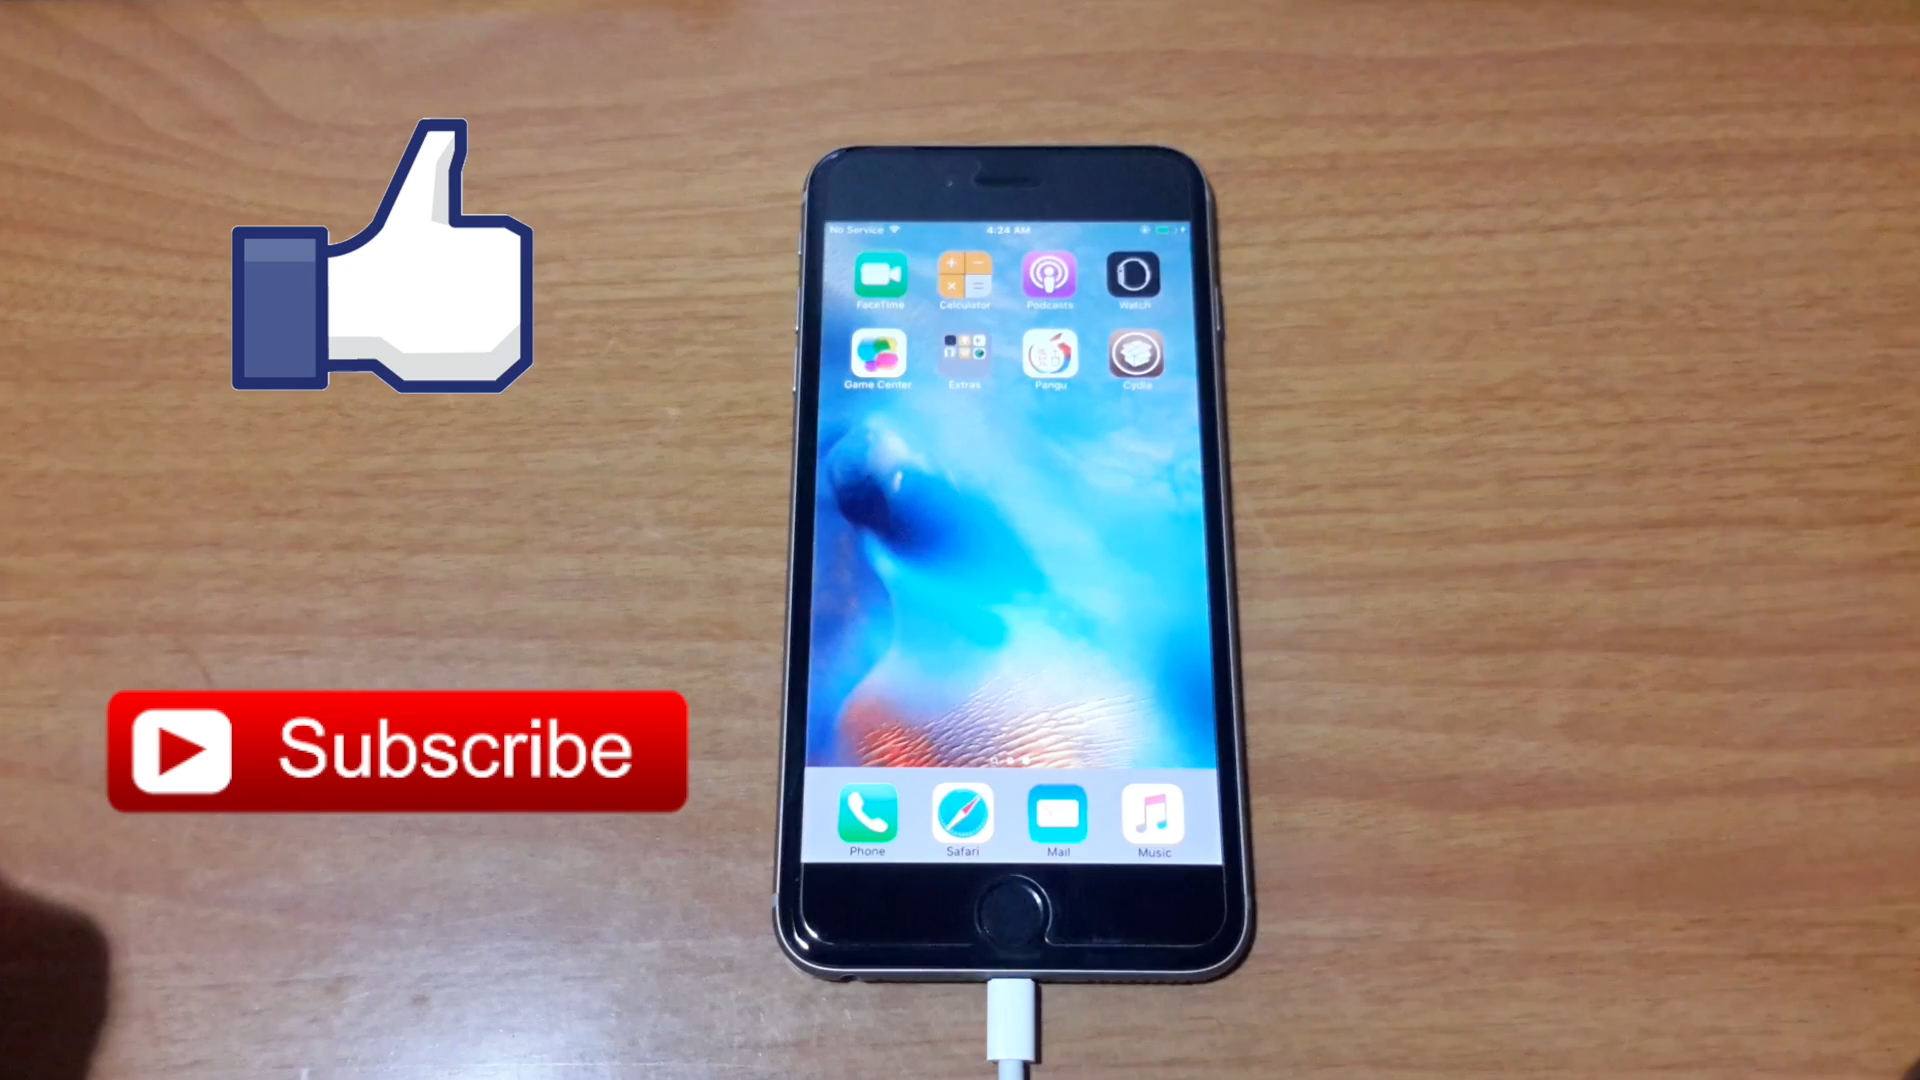 No Service
4:24 AM
FaceTime
Calculator
Podcasts
Watch
Game Center
Extras
Pangu
Cydia
Subscribe
Phone
Safari
Mail
Music